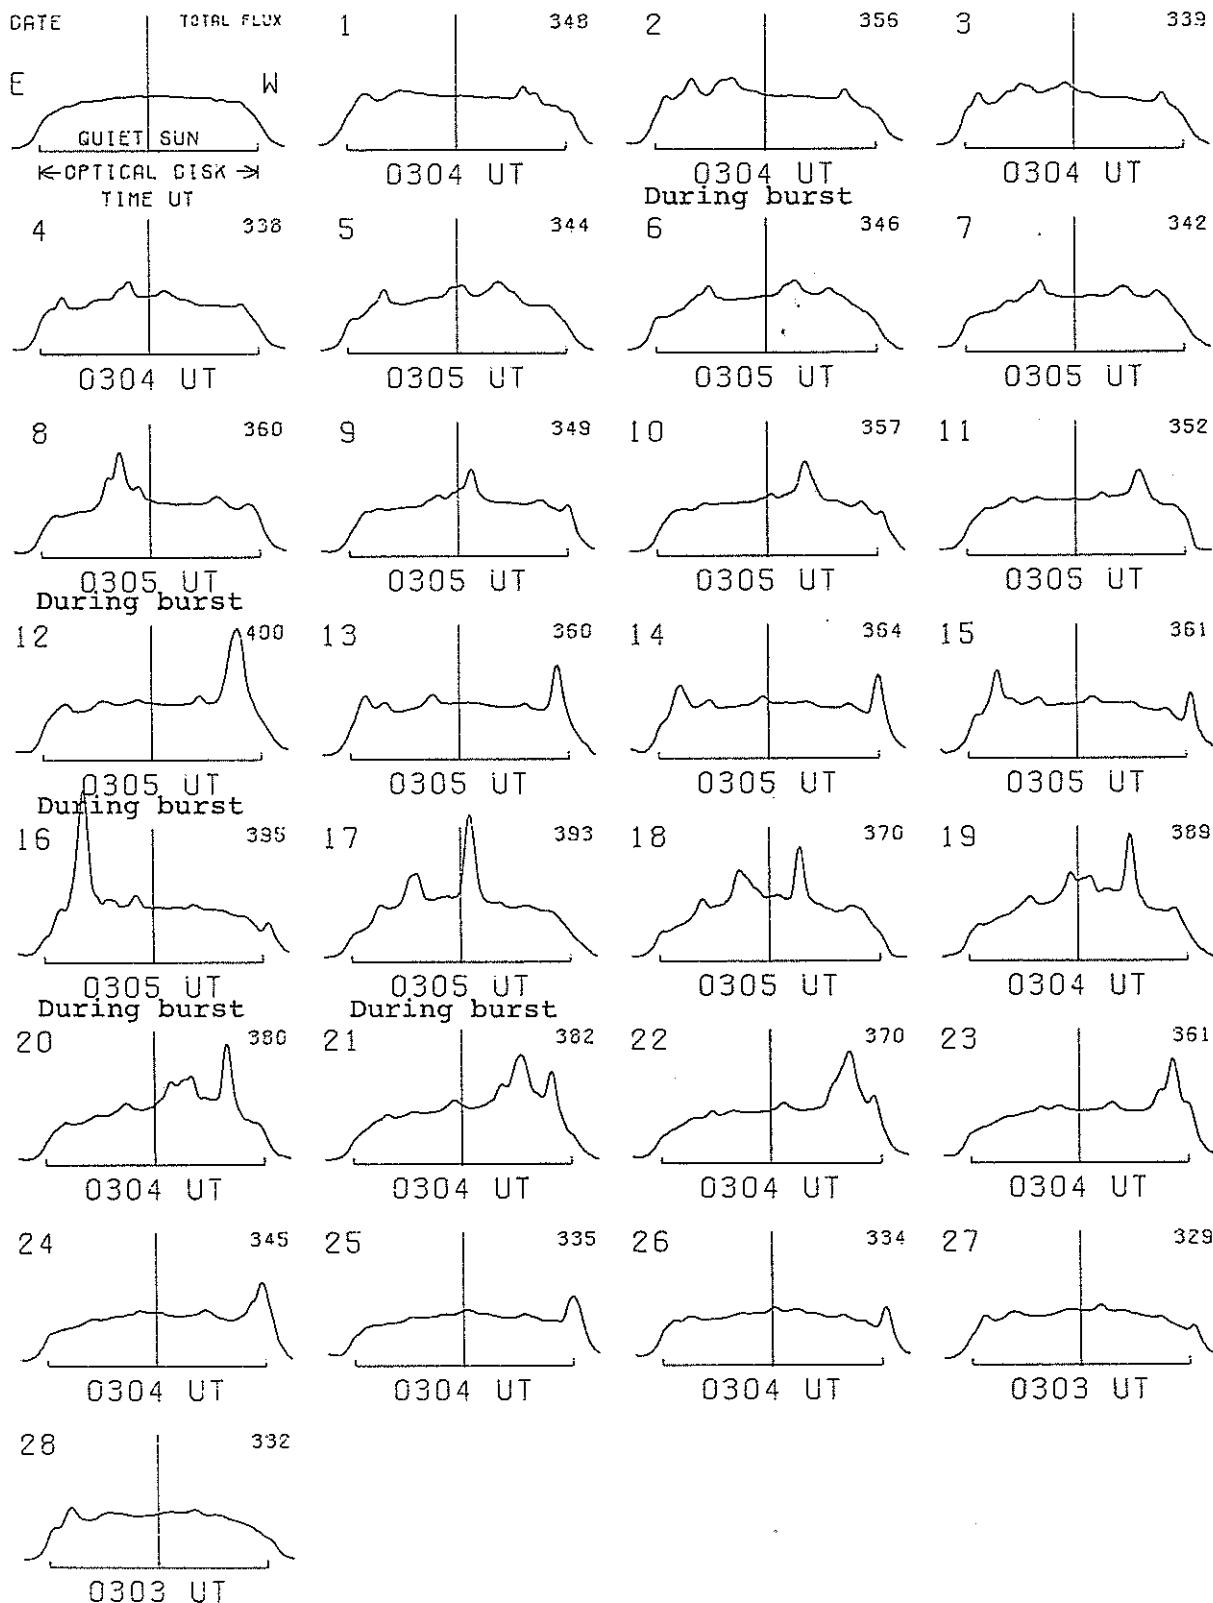 DATE TOTAL FLUX 1 348 2 356 3 339
E W
QUIET SUN
|←OPTICAL DISK→| 0304 UT 0304 UT 0304 UT
TIME UT During burst
4 338 5 344 6 346 7 342
0304 UT 0305 UT 0305 UT 0305 UT
8 360 9 349 10 357 11 352
0305 UT 0305 UT 0305 UT 0305 UT
During burst
12 400 13 360 14 364 15 361
0305 UT 0305 UT 0305 UT 0305 UT
During burst
16 395 17 393 18 370 19 389
0305 UT 0305 UT 0305 UT 0304 UT
During burst During burst
20 380 21 382 22 370 23 361
0304 UT 0304 UT 0304 UT 0304 UT
24 345 25 335 26 334 27 329
0304 UT 0304 UT 0304 UT 0303 UT
28 332
0303 UT